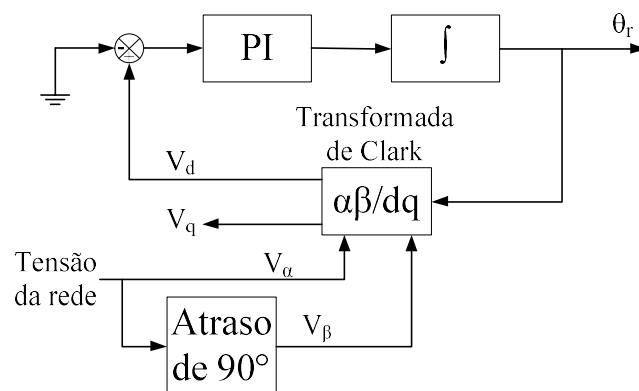 PI
∫
θr
Transformada
de Clark
Vd
αβ/dq
Vq
Tensão
da rede
Vα
Atraso
de 90°
Vβ